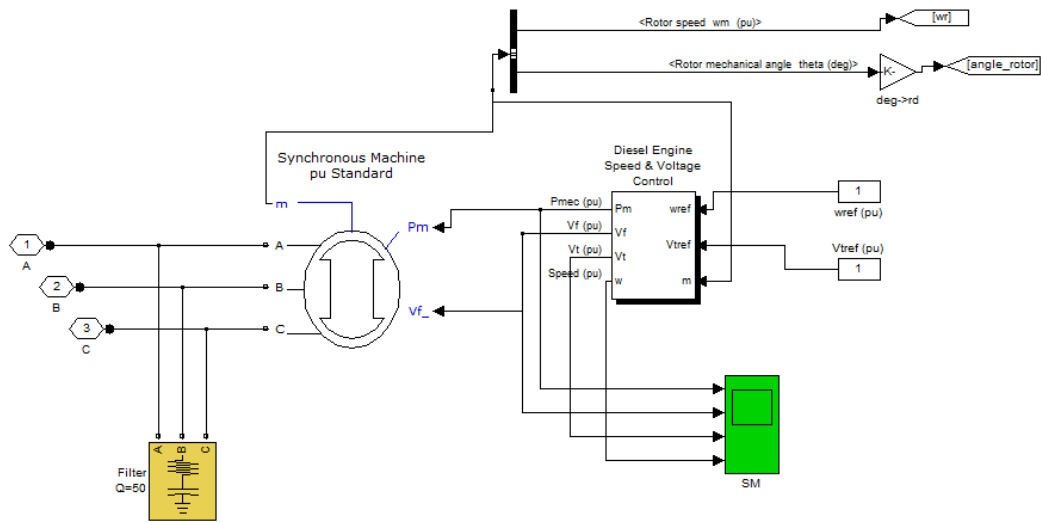 <Rotor speed wm (pu)>
[wr]
<Rotor mechanical angle theta (deg)>
-K-
[angle_rotor]
deg->rd
Synchronous Machine
pu Standard
Diesel Engine
Speed & Voltage
Control
m
Pm
Vf_
Pmec (pu)
Vf (pu)
Vt (pu)
Speed (pu)
Pm
Vf
Vt
w
wref
Vtref
m
1
wref (pu)
Vtref (pu)
1
1
A
2
B
3
C
A
B
C
A
B
C
Filter
Q=50
SM